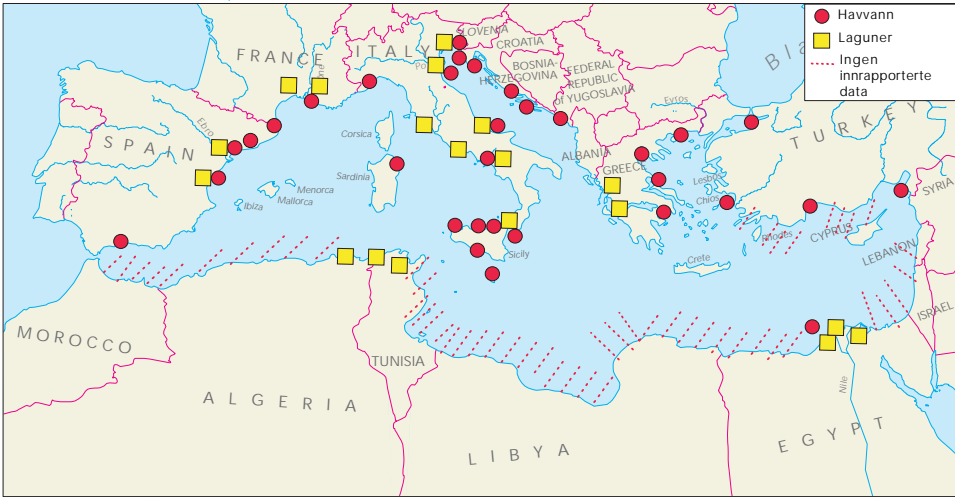 Havvann
Laguner
Ingen
innrapporterte
data
SLOVENIA
CROATIA
FRANCE
ITALY
Po
BOSNIA-
HERZEGOVINA
FEDERAL
REPUBLIC
of YUGOSLAVIA
Bla
Evros
TURKEY
Ebro
Corsica
SPAIN
ALBANIA
GREECE
Sardinia
Menorca
Mallorca
Ibiza
Lesbos
Chios
SYRIA
Rhodes
CYPRUS
Crete
Sicily
LEBANON
ISRAEL
MOROCCO
TUNISIA
Nile
ALGERIA
LIBYA
EGYPT